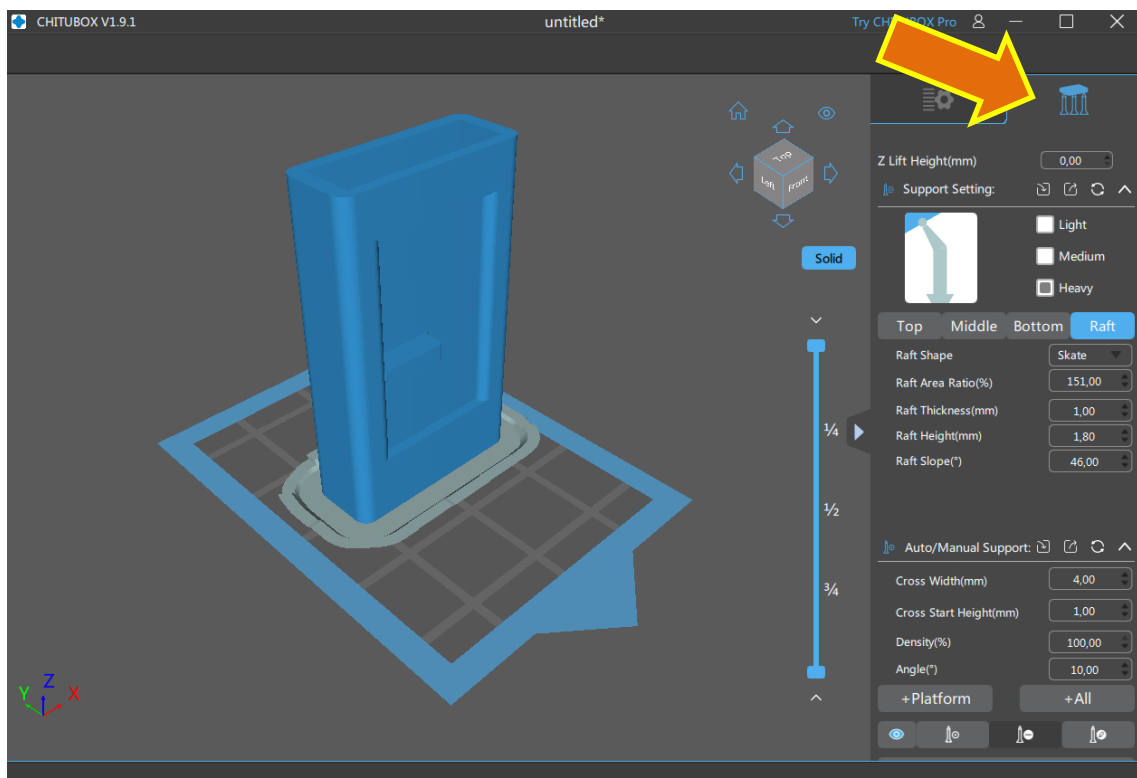 CHITUBOX V1.9.1
untitled*
Try CHITUBOX Pro
Z Lift Height(mm) 0,00
Support Setting:
Light
Medium
Heavy
Top Middle Bottom Raft
Raft Shape Skate
Raft Area Ratio(%) 151,00
Raft Thickness(mm) 1,00
Raft Height(mm) 1,80
Raft Slope(°) 46,00
Auto/Manual Support:
Cross Width(mm) 4,00
Cross Start Height(mm) 1,00
Density(%) 100,00
Angle(°) 10,00
+Platform +All
Top
Left Front
Solid
¼
½
¾
Z
Y X